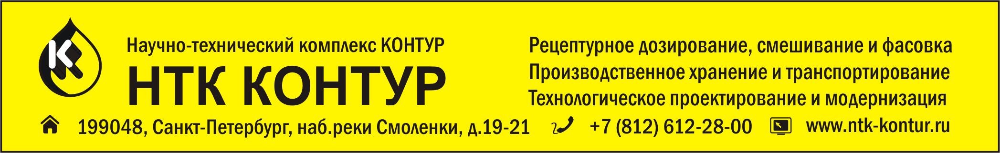 К
Научно-технический комплекс КОНТУР
НТК КОНТУР
Рецептурное дозирование, смешивание и фасовка
Производственное хранение и транспортирование
Технологическое проектирование и модернизация
199048, Санкт-Петербург, наб.реки Смоленки, д.19-21 +7 (812) 612-28-00 www.ntk-kontur.ru